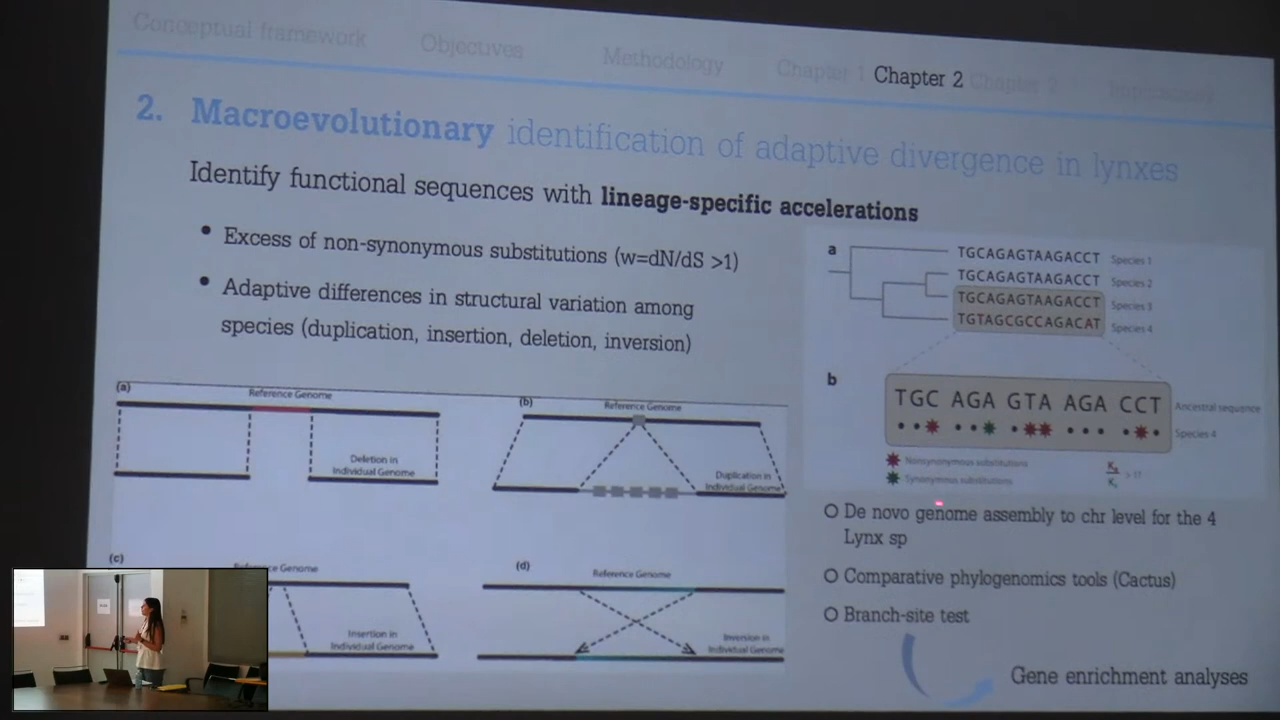 Conceptual framework
Objectives
Methodology
Chapter 1
Chapter 2
Chapter 2
2. Macroevolutionary identification of adaptive divergence in lynxes
Identify functional sequences with lineage-specific accelerations
• Excess of non-synonymous substitutions (w=dN/dS >1)
• Adaptive differences in structural variation among
species (duplication, insertion, deletion, inversion)
a
TGCAGAGTAAGACCT Species 1
TGCAGAGTAAGACCT Species 2
TGCAGAGTAAGACCT Species 3
TGTAGCGCCAGACAT Species 4
b
TGC AGA GTA AGA CCT Ancestral sequence
Species 4
Nonsynonymous substitutions
Synonymous substitutions
(a)
Reference Genome
Deletion in
Individual Genome
(b)
Reference Genome
Duplication in
Individual Genome
(c)
ce Genome
Insertion in
Individual Genome
(d)
Reference Genome
Inversion in
Individual Genome
O De novo genome assembly to chr level for the 4
Lynx sp
O Comparative phylogenomics tools (Cactus)
O Branch-site test
Gene enrichment analyses